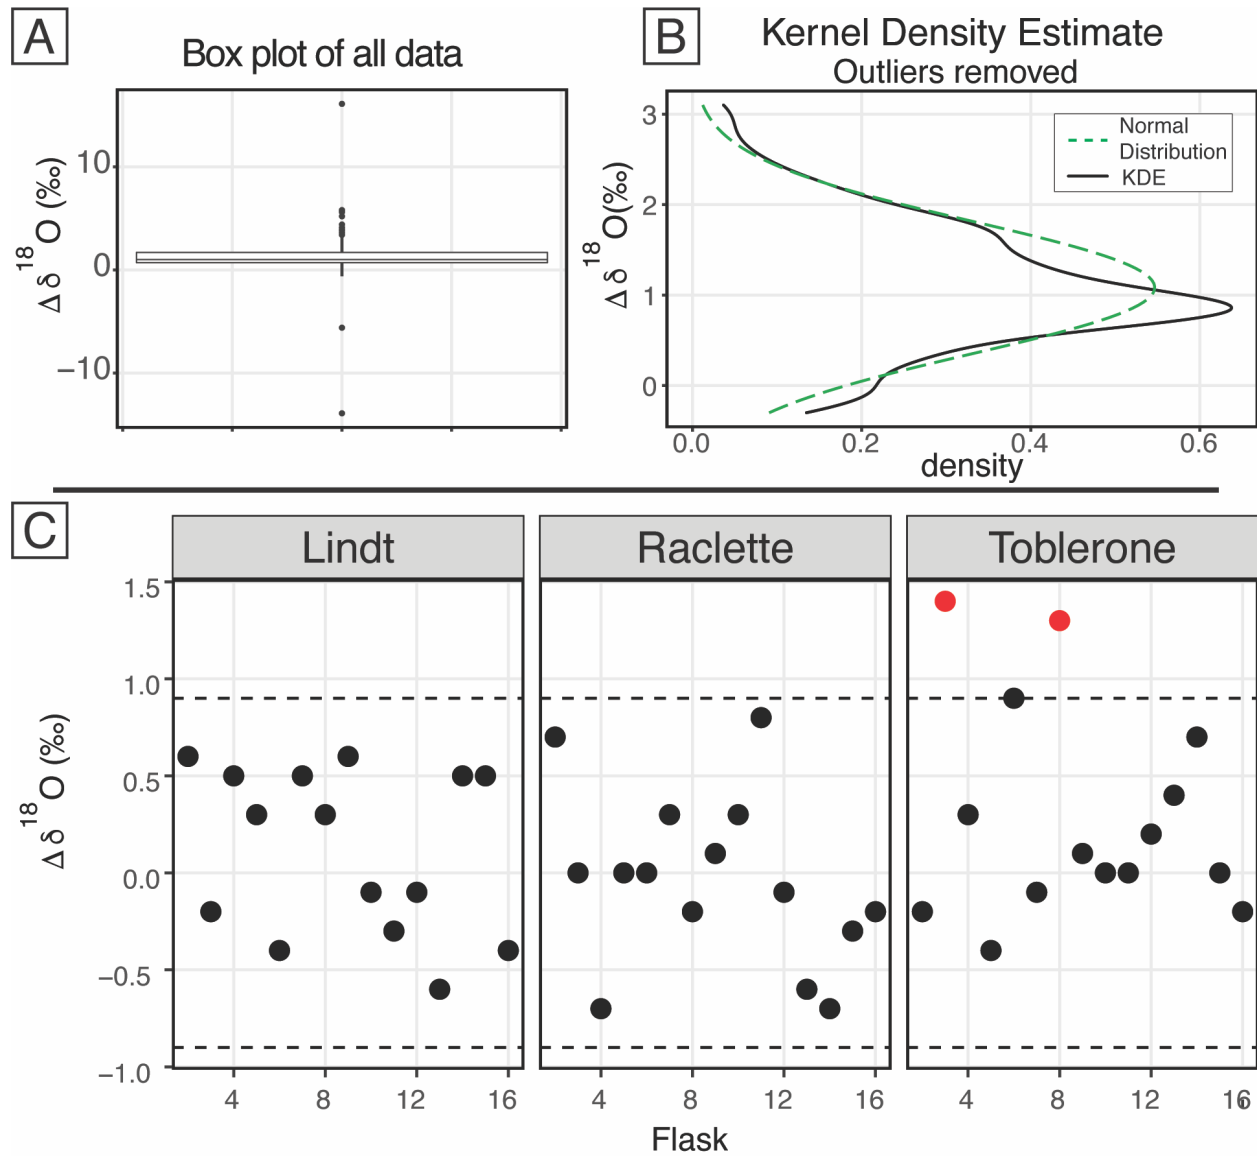 A
Box plot of all data
Δ δ 18 O (‰)
10
0
−10
B
Kernel Density Estimate
Outliers removed
Δ δ 18 O(‰)
3
2
1
0
Normal
Distribution
KDE
0.0 0.2 0.4 0.6
density
C
Lindt Raclette Toblerone
Δ δ 18 O (‰)
1.5
1.0
0.5
0.0
−0.5
−1.0
4 8 12 16 4 8 12 16 4 8 12 16
Flask